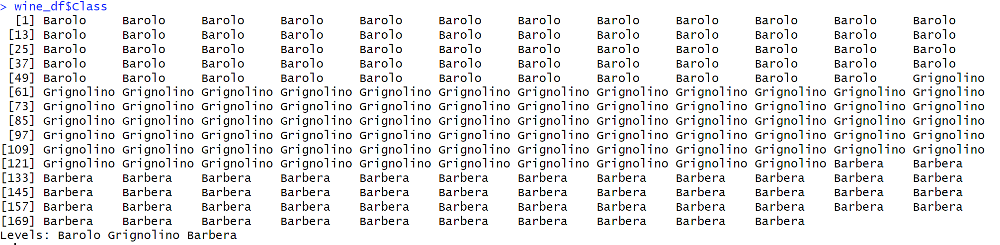 > wine_df$Class
  [1] Barolo     Barolo     Barolo     Barolo     Barolo     Barolo     Barolo     Barolo     Barolo     Barolo     Barolo     Barolo
 [13] Barolo     Barolo     Barolo     Barolo     Barolo     Barolo     Barolo     Barolo     Barolo     Barolo     Barolo     Barolo
 [25] Barolo     Barolo     Barolo     Barolo     Barolo     Barolo     Barolo     Barolo     Barolo     Barolo     Barolo     Barolo
 [37] Barolo     Barolo     Barolo     Barolo     Barolo     Barolo     Barolo     Barolo     Barolo     Barolo     Barolo     Barolo
 [49] Barolo     Barolo     Barolo     Barolo     Barolo     Barolo     Barolo     Barolo     Barolo     Barolo     Barolo     Grignolino
 [61] Grignolino Grignolino Grignolino Grignolino Grignolino Grignolino Grignolino Grignolino Grignolino Grignolino Grignolino Grignolino
 [73] Grignolino Grignolino Grignolino Grignolino Grignolino Grignolino Grignolino Grignolino Grignolino Grignolino Grignolino Grignolino
 [85] Grignolino Grignolino Grignolino Grignolino Grignolino Grignolino Grignolino Grignolino Grignolino Grignolino Grignolino Grignolino
 [97] Grignolino Grignolino Grignolino Grignolino Grignolino Grignolino Grignolino Grignolino Grignolino Grignolino Grignolino Grignolino
[109] Grignolino Grignolino Grignolino Grignolino Grignolino Grignolino Grignolino Grignolino Grignolino Grignolino Grignolino Grignolino
[121] Grignolino Grignolino Grignolino Grignolino Grignolino Grignolino Grignolino Grignolino Grignolino Grignolino Barbera    Barbera
[133] Barbera    Barbera    Barbera    Barbera    Barbera    Barbera    Barbera    Barbera    Barbera    Barbera    Barbera    Barbera
[145] Barbera    Barbera    Barbera    Barbera    Barbera    Barbera    Barbera    Barbera    Barbera    Barbera    Barbera    Barbera
[157] Barbera    Barbera    Barbera    Barbera    Barbera    Barbera    Barbera    Barbera    Barbera    Barbera    Barbera    Barbera
[169] Barbera    Barbera    Barbera    Barbera    Barbera    Barbera    Barbera    Barbera    Barbera    Barbera
Levels: Barolo Grignolino Barbera